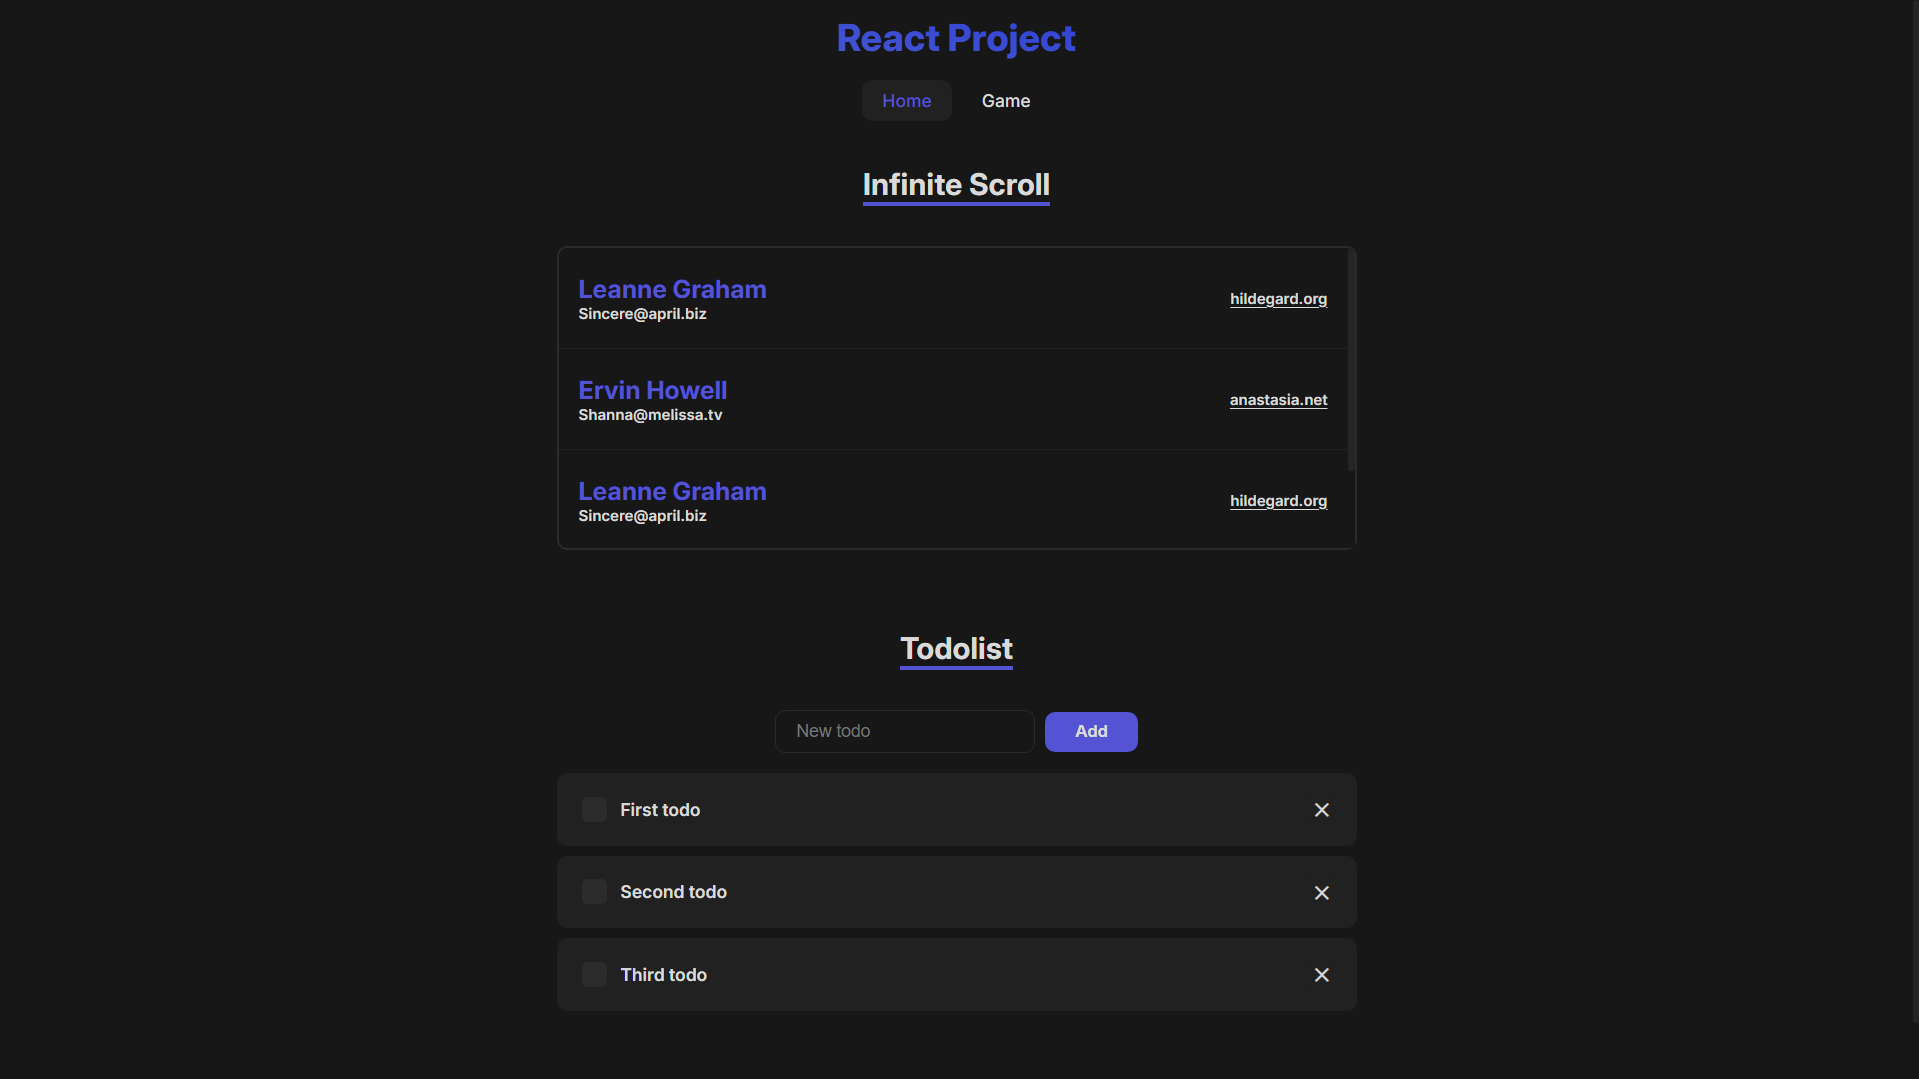 React Project
Home Game
Infinite Scroll
Leanne Graham
Sincere@april.biz
hildegard.org
Ervin Howell
Shanna@melissa.tv
anastasia.net
Leanne Graham
Sincere@april.biz
hildegard.org
Todolist
New todo Add
First todo
Second todo
Third todo